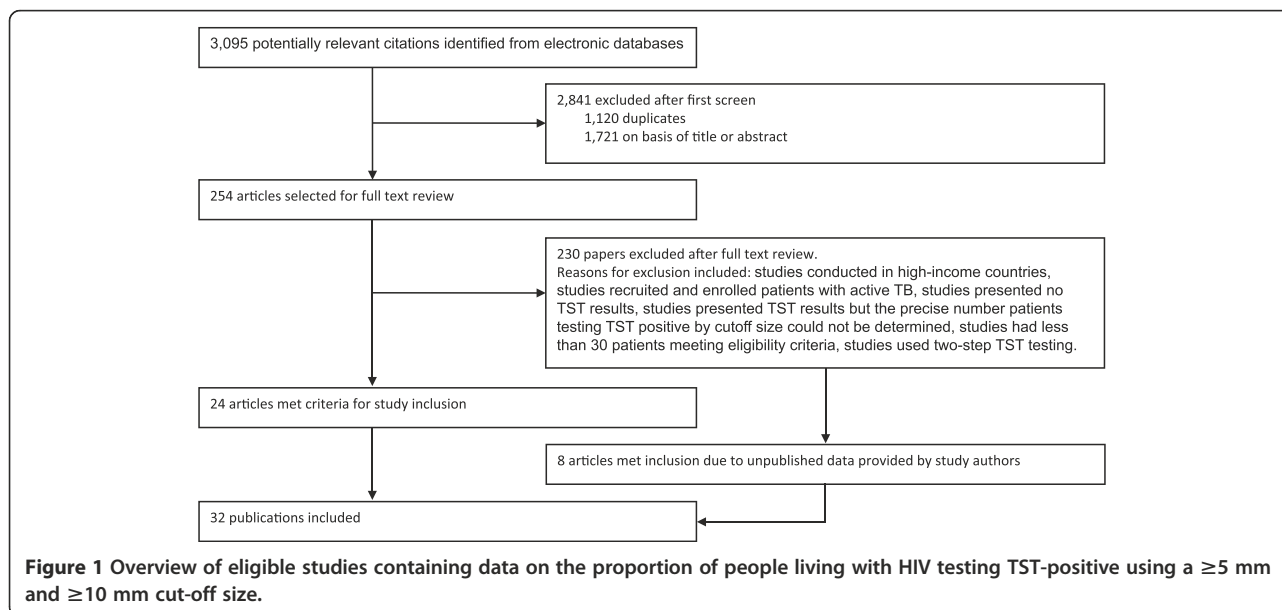 3,095 potentially relevant citations identified from electronic databases
2,841 excluded after first screen
1,120 duplicates
1,721 on basis of title or abstract
254 articles selected for full text review
230 papers excluded after full text review.
Reasons for exclusion included: studies conducted in high-income countries,
studies recruited and enrolled patients with active TB, studies presented no
TST results, studies presented TST results but the precise number patients
testing TST positive by cutoff size could not be determined, studies had less
than 30 patients meeting eligibility criteria, studies used two-step TST testing.
24 articles met criteria for study inclusion
8 articles met inclusion due to unpublished data provided by study authors
32 publications included
Figure 1 Overview of eligible studies containing data on the proportion of people living with HIV testing TST-positive using a ≥5 mm
and ≥10 mm cut-off size.